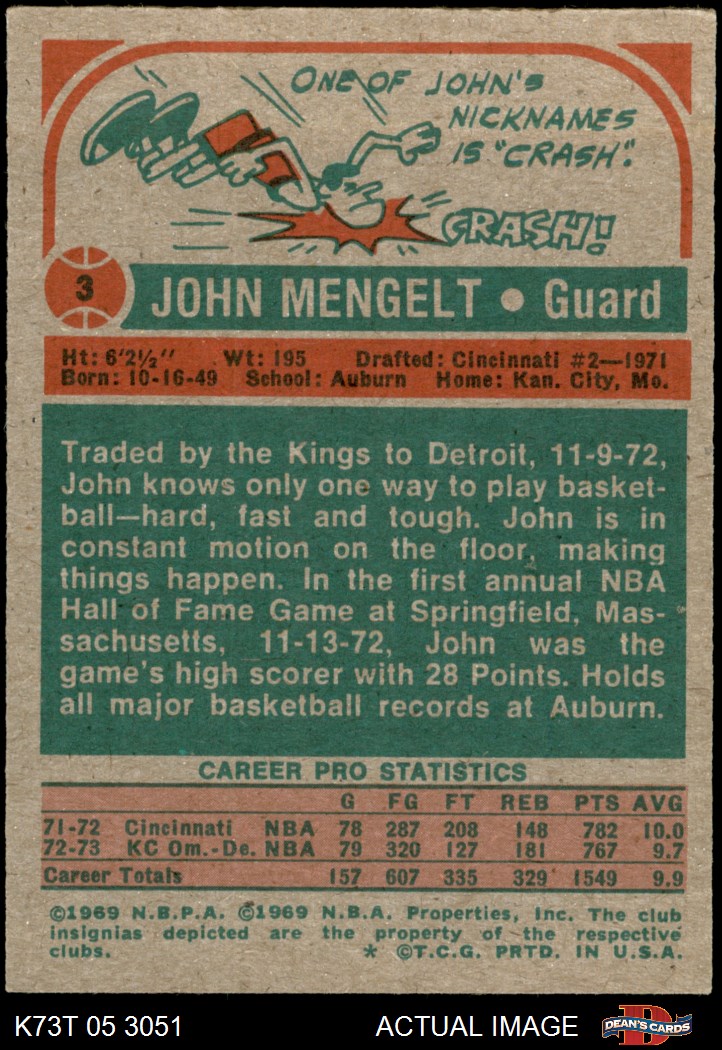 ONE OF JOHN'S
NICKNAMES
IS "CRASH".
CRASH!
3
JOHN MENGELT • Guard
Ht: 6'2½" Wt: 195 Drafted: Cincinnati #2—1971
Born: 10-16-49 School: Auburn Home: Kan. City, Mo.
Traded by the Kings to Detroit, 11-9-72,
John knows only one way to play basket-
ball—hard, fast and tough. John is in
constant motion on the floor, making
things happen. In the first annual NBA
Hall of Fame Game at Springfield, Mas-
sachusetts, 11-13-72, John was the
game's high scorer with 28 Points. Holds
all major basketball records at Auburn.
CAREER PRO STATISTICS
G FG FT REB PTS AVG
71-72 Cincinnati NBA 78 287 208 148 782 10.0
72-73 KC Om.-De. NBA 79 320 127 181 767 9.7
Career Totals 157 607 335 329 1549 9.9
©1969 N.B.P.A. ©1969 N.B.A. Properties, Inc. The club
insignias depicted are the property of the respective
clubs. * ©T.C.G. PRTD. IN U.S.A.
K73T 05 3051 ACTUAL IMAGE D DEAN'S CARDS